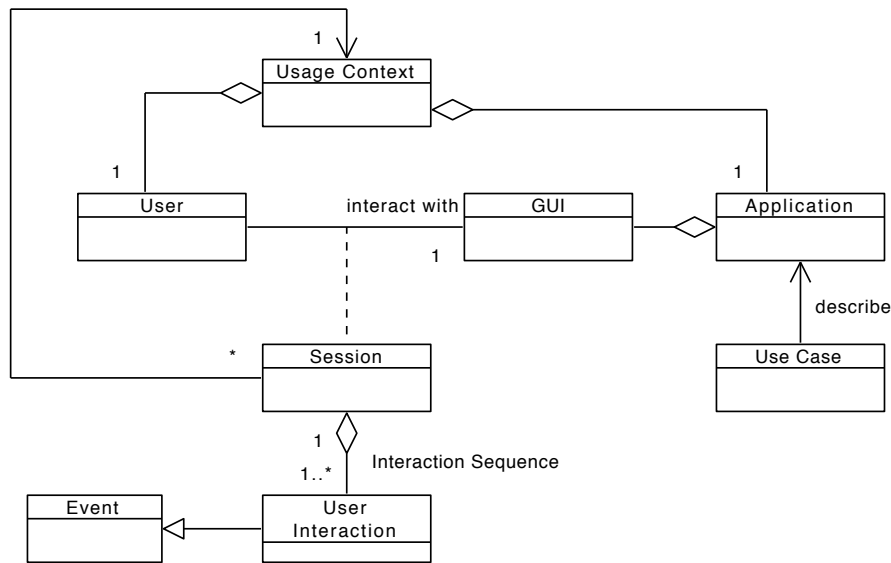 1
Usage Context
1
1
User
interact with
GUI
Application
1
describe
*
Session
Use Case
1
Interaction Sequence
1..*
Event
User
Interaction